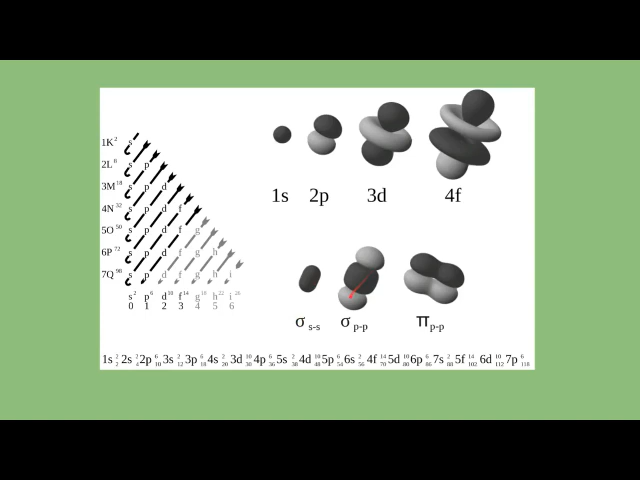 1K 2 s
2L 8 s p
3M 18 s p d
4N 32 s p d f
5O 50 s p d f g
6P 72 s p d f g h
7Q 98 s p d f g h i
s 2 p 6 d 10 f 14 g 18 h 22 i 26
0 1 2 3 4 5 6
1s 2p 3d 4f
σ s-s σ p-p π p-p
1s 2 2 2s 2 4 2p 6 10 3s 2 12 3p 6 18 4s 2 20 3d 10 30 4p 6 36 5s 2 38 4d 10 48 5p 6 54 6s 2 56 4f 14 70 5d 10 80 6p 6 86 7s 2 88 5f 14 102 6d 10 112 7p 6 118